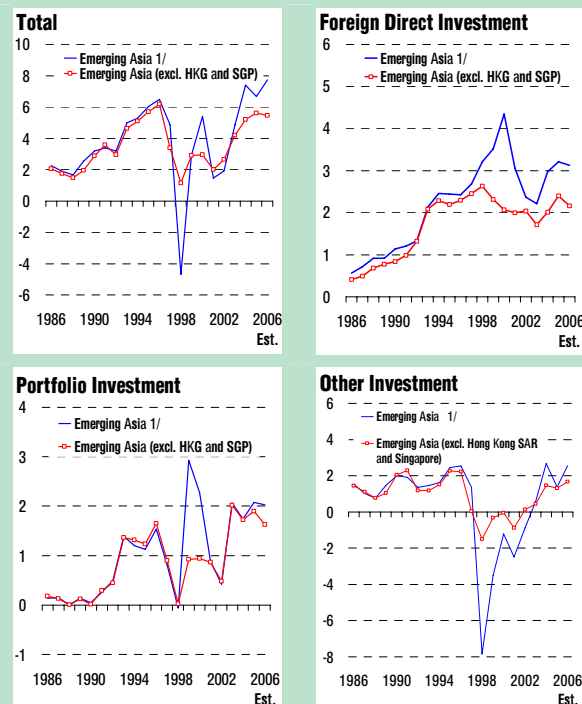 Total
10
8
6
4
2
0
-2
-4
-6
Emerging Asia 1/
Emerging Asia (excl. HKG and SGP)
1986 1990 1994 1998 2002 2006
Est.
Foreign Direct Investment
6
5
4
3
2
1
0
Emerging Asia 1/
Emerging Asia (excl. HKG and SGP)
1986 1990 1994 1998 2002 2006
Est.
Portfolio Investment
4
3
2
1
0
-1
Emerging Asia 1/
Emerging Asia (excl. HKG and SGP)
1986 1990 1994 1998 2002 2006
Est.
Other Investment
6
4
2
0
-2
-4
-6
-8
Emerging Asia 1/
Emerging Asia (excl. Hong Kong SAR
and Singapore)
1986 1990 1994 1998 2002 2006
Est.